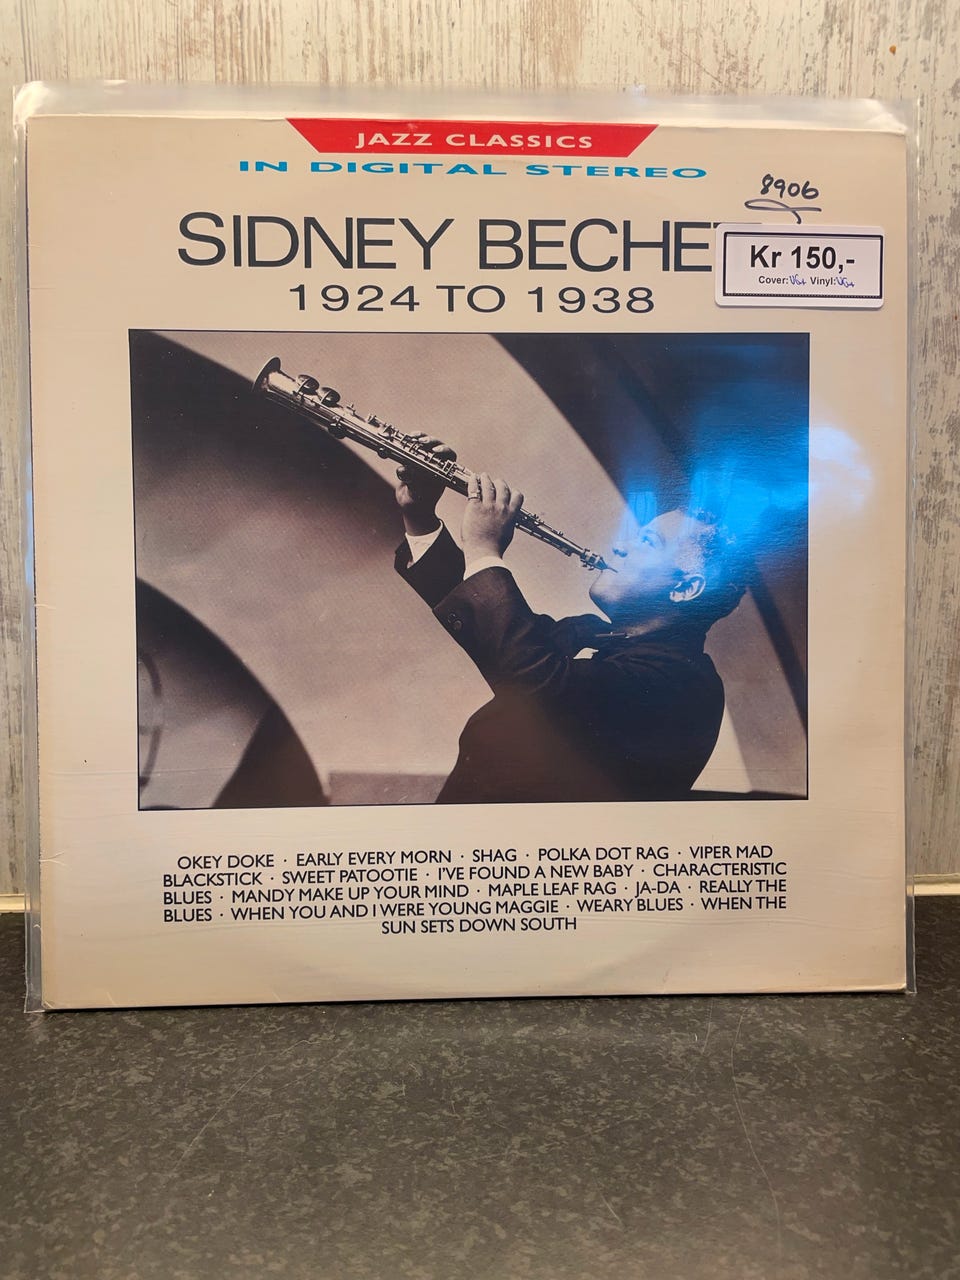 JAZZ CLASSICS
IN DIGITAL STEREO
8906
SIDNEY BECHE
Kr 150,-
Cover: VG+ Vinyl: VG+
1924 TO 1938
OKEY DOKE · EARLY EVERY MORN · SHAG · POLKA DOT RAG · VIPER MAD
BLACKSTICK · SWEET PATOOTIE · I'VE FOUND A NEW BABY · CHARACTERISTIC
BLUES · MANDY MAKE UP YOUR MIND · MAPLE LEAF RAG · JA-DA · REALLY THE
BLUES · WHEN YOU AND I WERE YOUNG MAGGIE · WEARY BLUES · WHEN THE
SUN SETS DOWN SOUTH